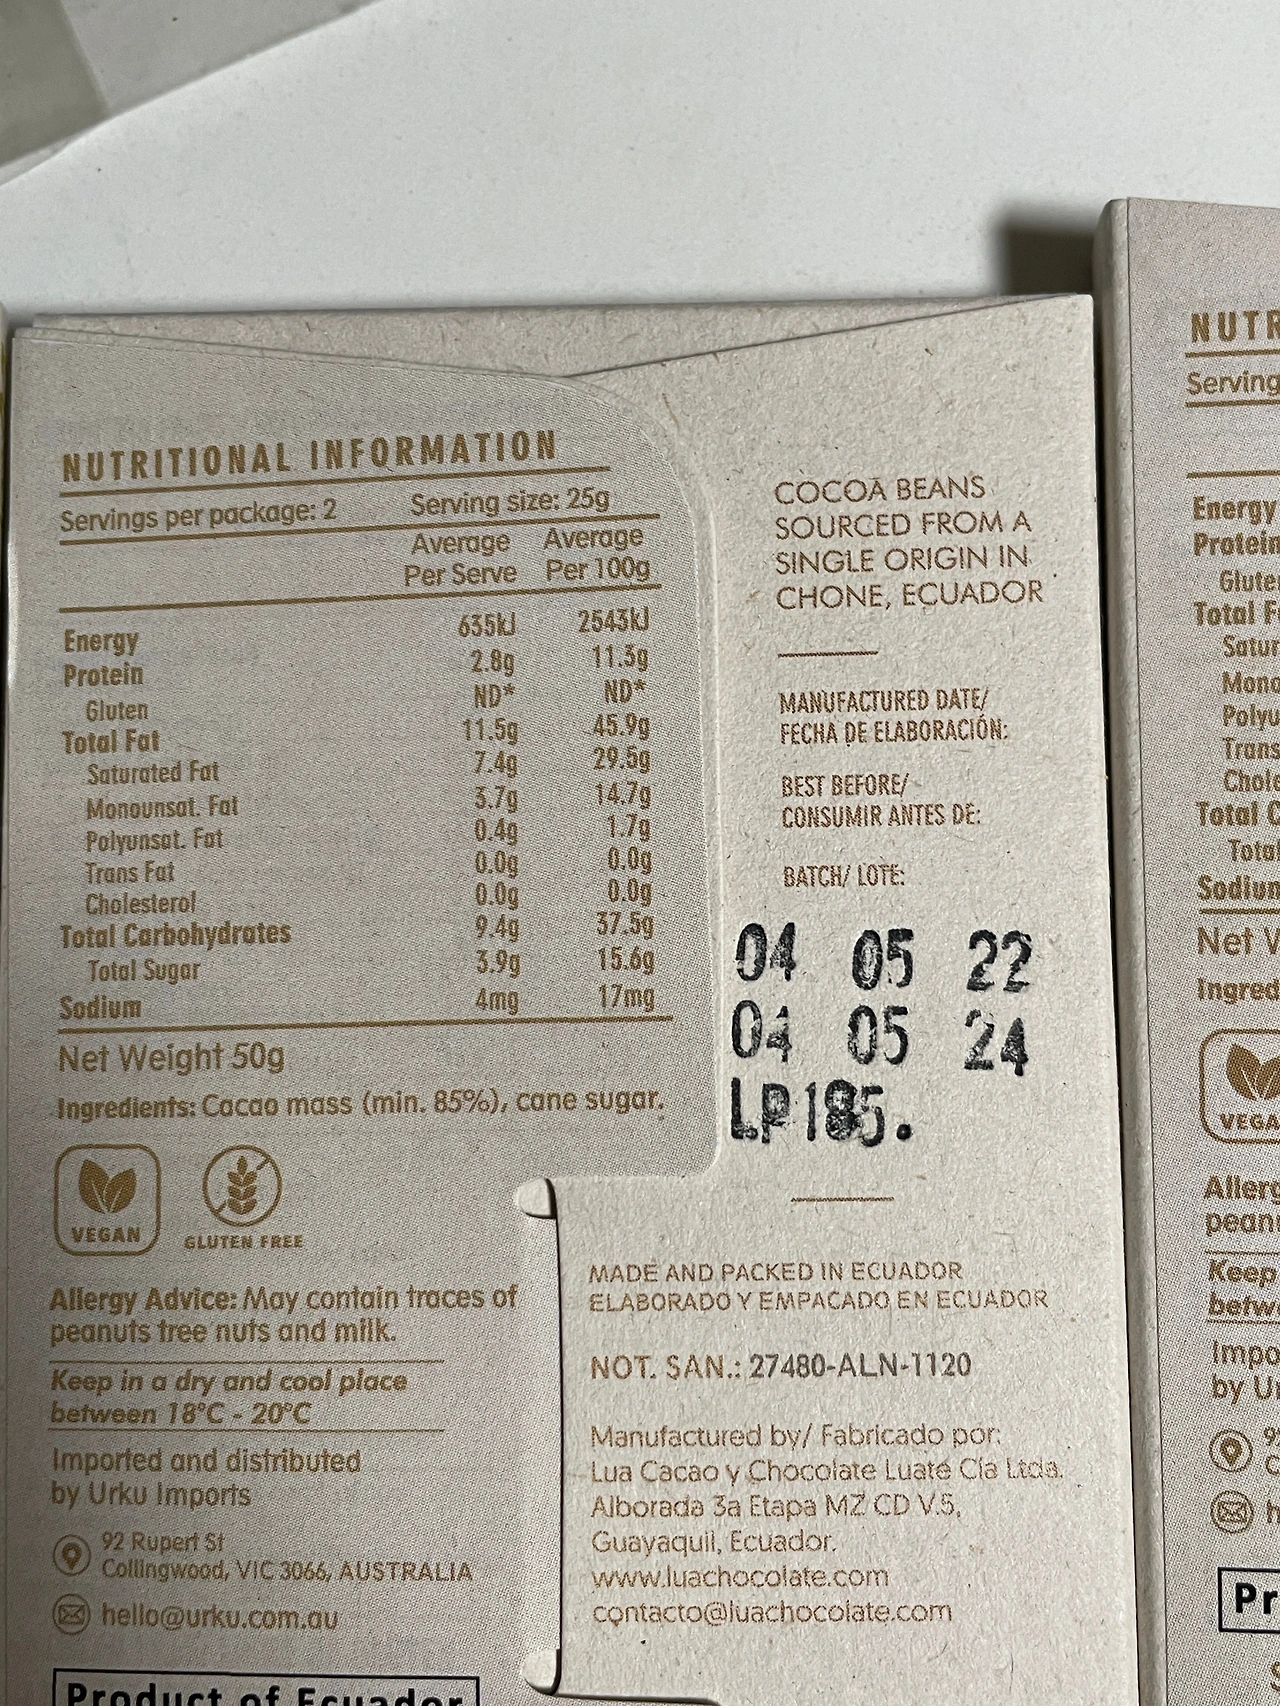 NUTRITIONAL INFORMATION
Servings per package: 2 Serving size: 25g
Average Average
Per Serve Per 100g
Energy 635kJ 2543kJ
Protein 2.8g 11.3g
Gluten ND* ND*
Total Fat 11.5g 45.9g
Saturated Fat 7.4g 29.5g
Monounsat. Fat 3.7g 14.7g
Polyunsat. Fat 0.4g 1.7g
Trans Fat 0.0g 0.0g
Cholesterol 0.0g 0.0g
Total Carbohydrates 9.4g 37.5g
Total Sugar 3.9g 15.6g
Sodium 4mg 17mg
Net Weight 50g
Ingredients: Cacao mass (min. 85%), cane sugar.
VEGAN
GLUTEN FREE
Allergy Advice: May contain traces of
peanuts tree nuts and milk.
Keep in a dry and cool place
between 18°C - 20°C
Imported and distributed
by Urku Imports
92 Rupert St
Collingwood, VIC 3066, AUSTRALIA
hello@urku.com.au
Product of Ecuador
COCOA BEANS
SOURCED FROM A
SINGLE ORIGIN IN
CHONE, ECUADOR
MANUFACTURED DATE/
FECHA DE ELABORACIÓN:
BEST BEFORE/
CONSUMIR ANTES DE:
BATCH/ LOTE:
04 05 22
04 05 24
LP185.
MADE AND PACKED IN ECUADOR
ELABORADO Y EMPACADO EN ECUADOR
NOT. SAN.: 27480-ALN-1120
Manufactured by/ Fabricado por:
Lua Cacao y Chocolate Luaté Cía Ltda.
Alborada 3a Etapa MZ CD V.5,
Guayaquil, Ecuador.
www.luachocolate.com
contacto@luachocolate.com
Energy
Sodium
Net